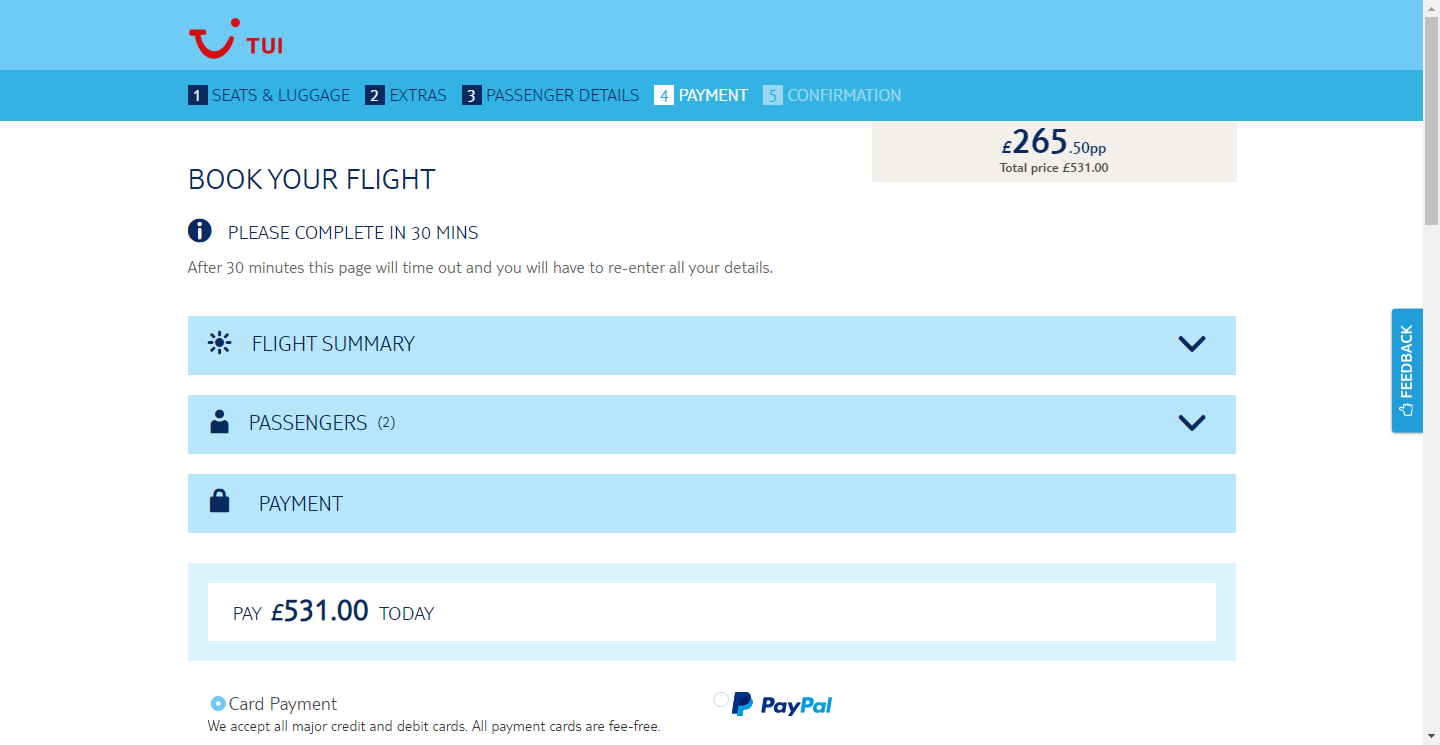 TUI
1 SEATS & LUGGAGE 2 EXTRAS 3 PASSENGER DETAILS 4 PAYMENT 5 CONFIRMATION
£265.50pp
Total price £531.00
BOOK YOUR FLIGHT
PLEASE COMPLETE IN 30 MINS
After 30 minutes this page will time out and you will have to re-enter all your details.
FLIGHT SUMMARY
FEEDBACK
PASSENGERS (2)
PAYMENT
PAY £531.00 TODAY
Card Payment
We accept all major credit and debit cards. All payment cards are fee-free.
PayPal